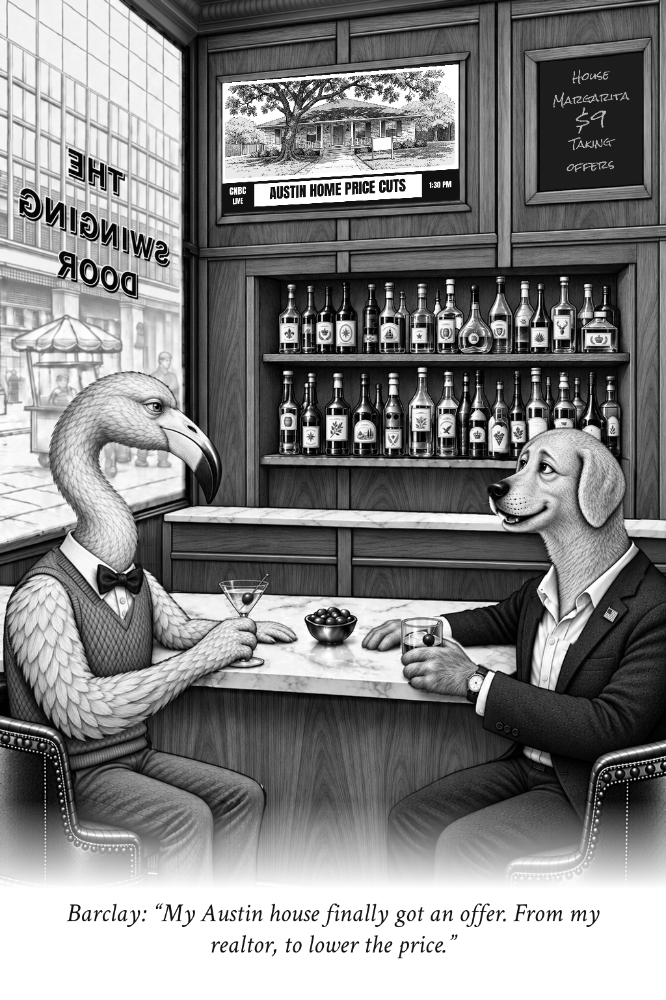 THE
SWINGING
DOOR
CNBC
LIVE
AUSTIN HOME PRICE CUTS
1:30 PM
House
Margarita
$9
Taking
offers
Barclay: “My Austin house finally got an offer. From my
realtor, to lower the price.”